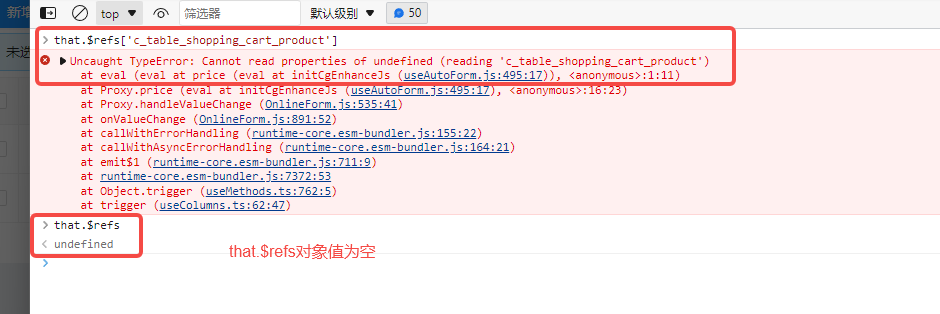 新增
top
筛选器
默认级别
50
未选
that.$refs['c_table_shopping_cart_product']
Uncaught TypeError: Cannot read properties of undefined (reading 'c_table_shopping_cart_product')
at eval (eval at price (eval at initCgEnhanceJs (useAutoForm.js:495:17)), <anonymous>:1:11)
at Proxy.price (eval at initCgEnhanceJs (useAutoForm.js:495:17), <anonymous>:16:23)
at Proxy.handleValueChange (OnlineForm.js:535:41)
at onValueChange (OnlineForm.js:891:52)
at callWithErrorHandling (runtime-core.esm-bundler.js:155:22)
at callWithAsyncErrorHandling (runtime-core.esm-bundler.js:164:21)
at emit$1 (runtime-core.esm-bundler.js:711:9)
at runtime-core.esm-bundler.js:7372:53
at Object.trigger (useMethods.ts:762:5)
at trigger (useColumns.ts:62:47)
that.$refs
undefined
that.$refs对象值为空